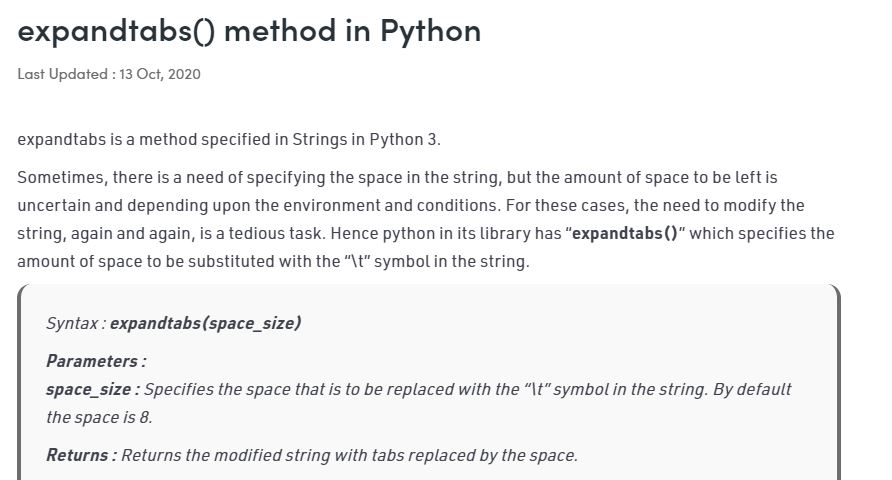 expandtabs() method in Python
Last Updated : 13 Oct, 2020
expandtabs is a method specified in Strings in Python 3.
Sometimes, there is a need of specifying the space in the string, but the amount of space to be left is
uncertain and depending upon the environment and conditions. For these cases, the need to modify the
string, again and again, is a tedious task. Hence python in its library has “expandtabs()” which specifies the
amount of space to be substituted with the “\t” symbol in the string.
Syntax : expandtabs(space_size)
Parameters :
space_size : Specifies the space that is to be replaced with the “\t” symbol in the string. By default
the space is 8.
Returns : Returns the modified string with tabs replaced by the space.